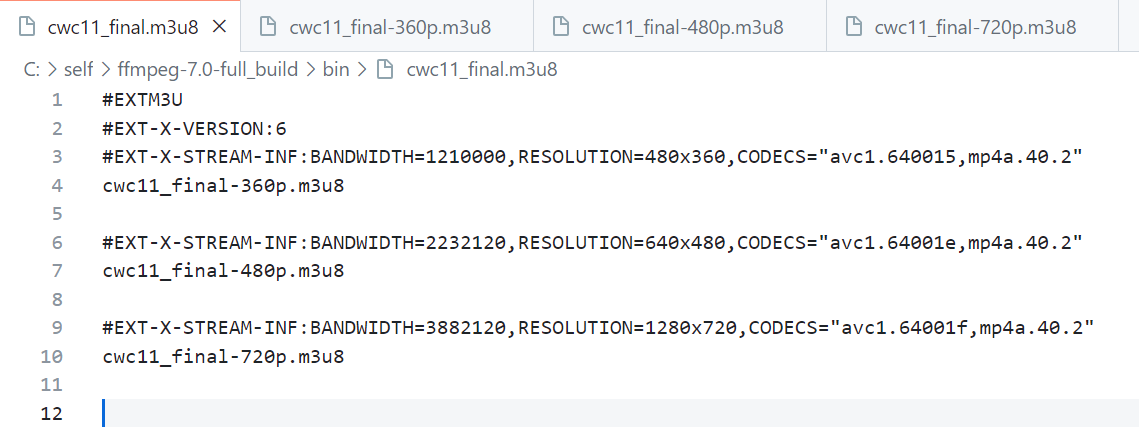 cwc11_final.m3u8 cwc11_final-360p.m3u8 cwc11_final-480p.m3u8 cwc11_final-720p.m3u8
C: > self > ffmpeg-7.0-full_build > bin > cwc11_final.m3u8
1 #EXTM3U
2 #EXT-X-VERSION:6
3 #EXT-X-STREAM-INF:BANDWIDTH=1210000,RESOLUTION=480x360,CODECS="avc1.640015,mp4a.40.2"
4 cwc11_final-360p.m3u8
5
6 #EXT-X-STREAM-INF:BANDWIDTH=2232120,RESOLUTION=640x480,CODECS="avc1.64001e,mp4a.40.2"
7 cwc11_final-480p.m3u8
8
9 #EXT-X-STREAM-INF:BANDWIDTH=3882120,RESOLUTION=1280x720,CODECS="avc1.64001f,mp4a.40.2"
10 cwc11_final-720p.m3u8
11
12